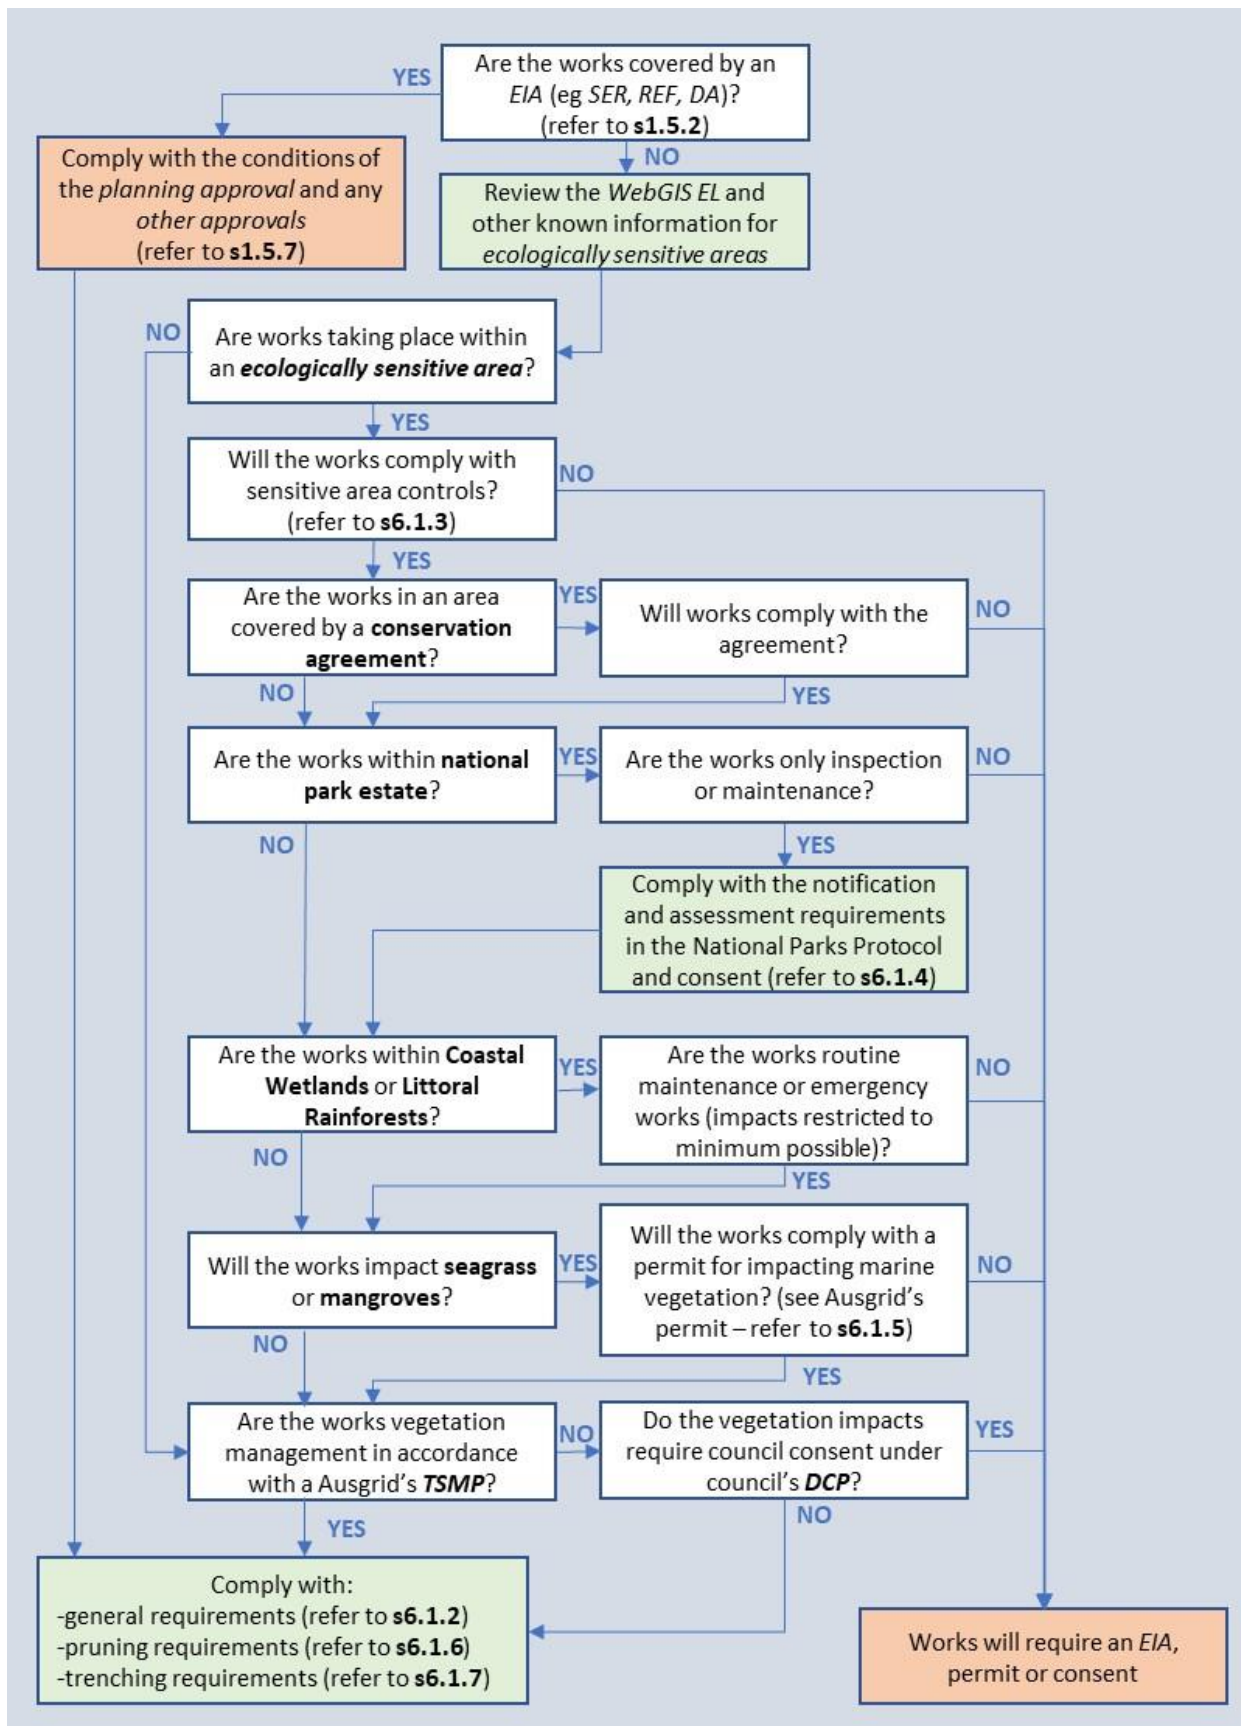 Are the works covered by an
EIA (eg SER, REF, DA)?
(refer to s1.5.2)
YES
NO
Comply with the conditions of
the planning approval and any
other approvals
(refer to s1.5.7)
Review the WebGIS EL and
other known information for
ecologically sensitive areas
NO
Are works taking place within
an ecologically sensitive area?
YES
Will the works comply with
sensitive area controls?
(refer to s6.1.3)
NO
YES
Are the works in an area
covered by a conservation
agreement?
YES
Will works comply with the
agreement?
NO
NO
YES
Are the works within national
park estate?
YES
Are the works only inspection
or maintenance?
NO
NO
YES
Comply with the notification
and assessment requirements
in the National Parks Protocol
and consent (refer to s6.1.4)
Are the works within Coastal
Wetlands or Littoral
Rainforests?
YES
Are the works routine
maintenance or emergency
works (impacts restricted to
minimum possible)?
NO
NO
YES
Will the works impact seagrass
or mangroves?
YES
Will the works comply with a
permit for impacting marine
vegetation? (see Ausgrid's
permit – refer to s6.1.5)
NO
NO
YES
Are the works vegetation
management in accordance
with a Ausgrid's TSMP?
NO
Do the vegetation impacts
require council consent under
council's DCP?
YES
YES
NO
Comply with:
-general requirements (refer to s6.1.2)
-pruning requirements (refer to s6.1.6)
-trenching requirements (refer to s6.1.7)
Works will require an EIA,
permit or consent